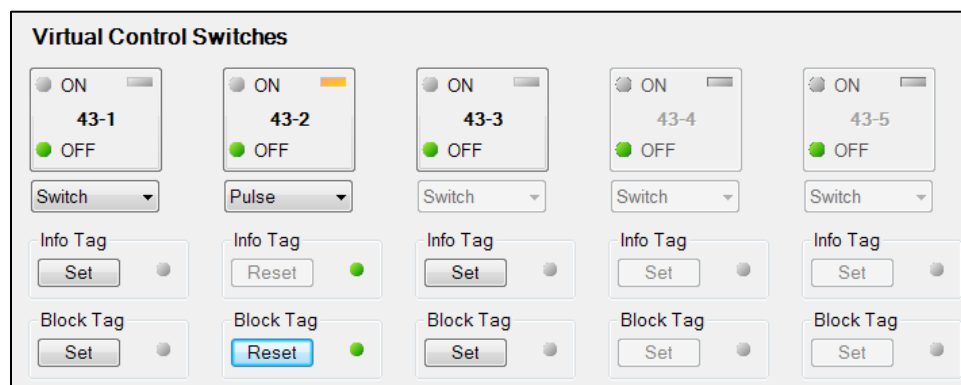 Virtual Control Switches
ON ON ON ON ON
43-1 43-2 43-3 43-4 43-5
OFF OFF OFF OFF OFF
Switch Pulse Switch Switch Switch
Info Tag Info Tag Info Tag Info Tag Info Tag
Set Reset Set Set Set
Block Tag Block Tag Block Tag Block Tag Block Tag
Set Reset Set Set Set